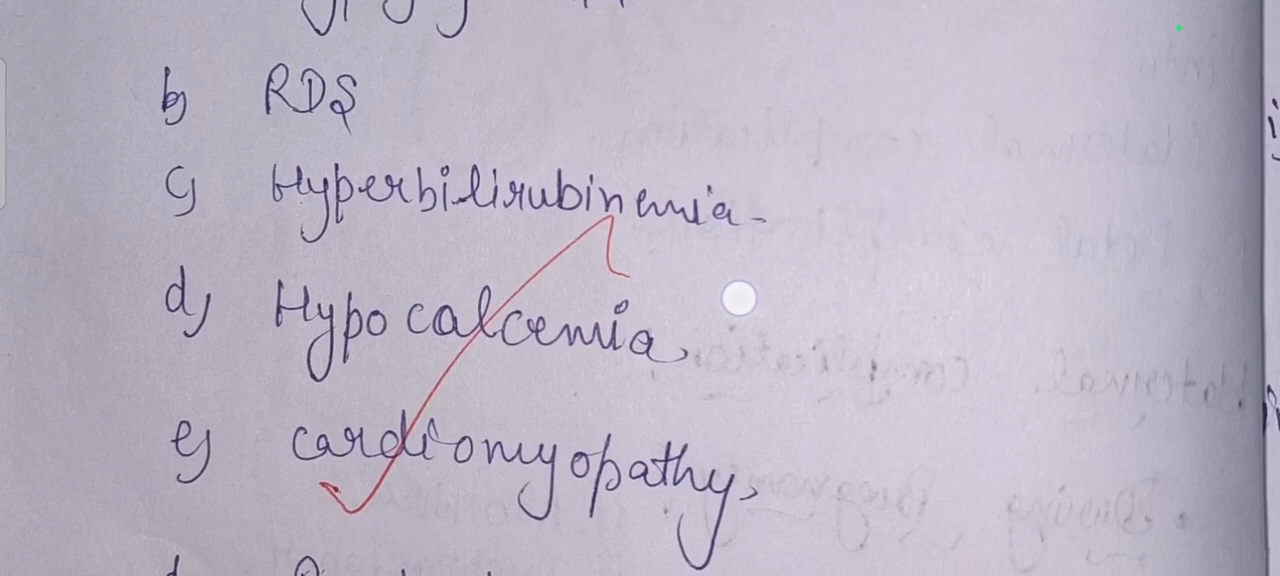 b) RDS
c) Hyperbilirubinemia-
d) Hypocalcemia,
e) cardiomyopathy,